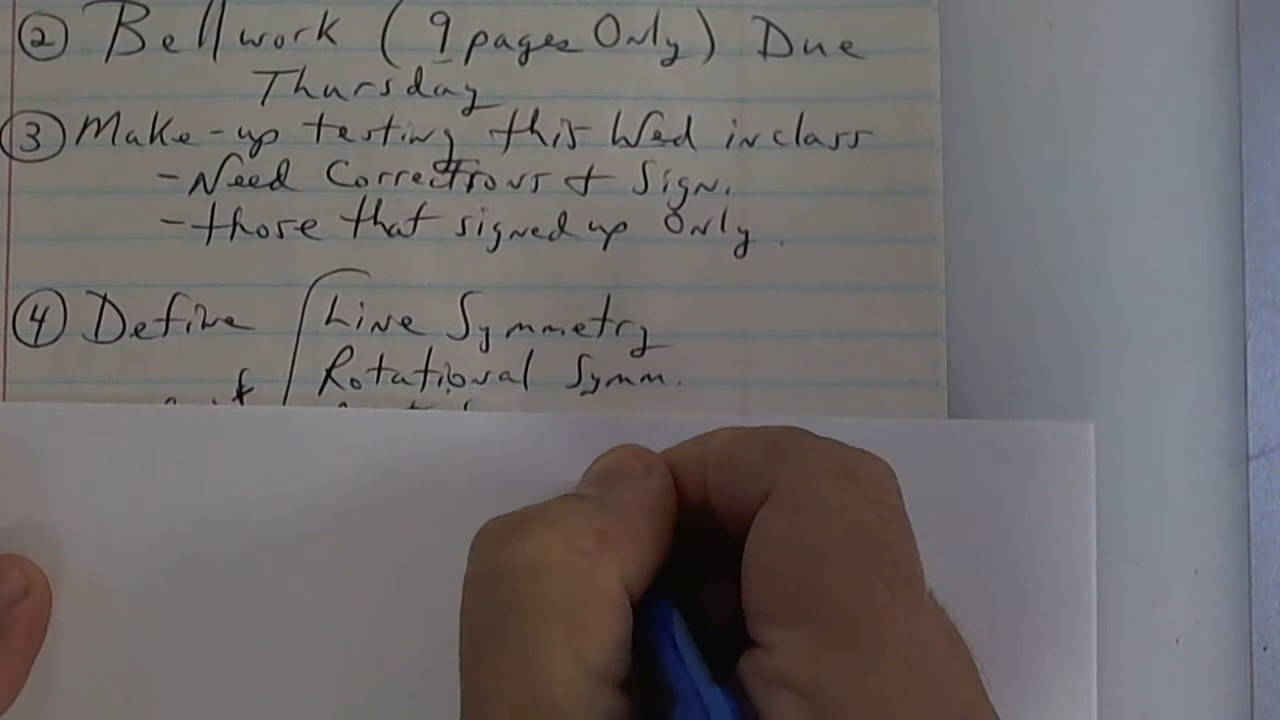 ② Bellwork (9 pages Only) Due
Thursday
③ Make-up testing this Wed in class
- Need Corrections + Sign.
- those that signed up Only.
④ Define Line Symmetry
Rotational Symm.